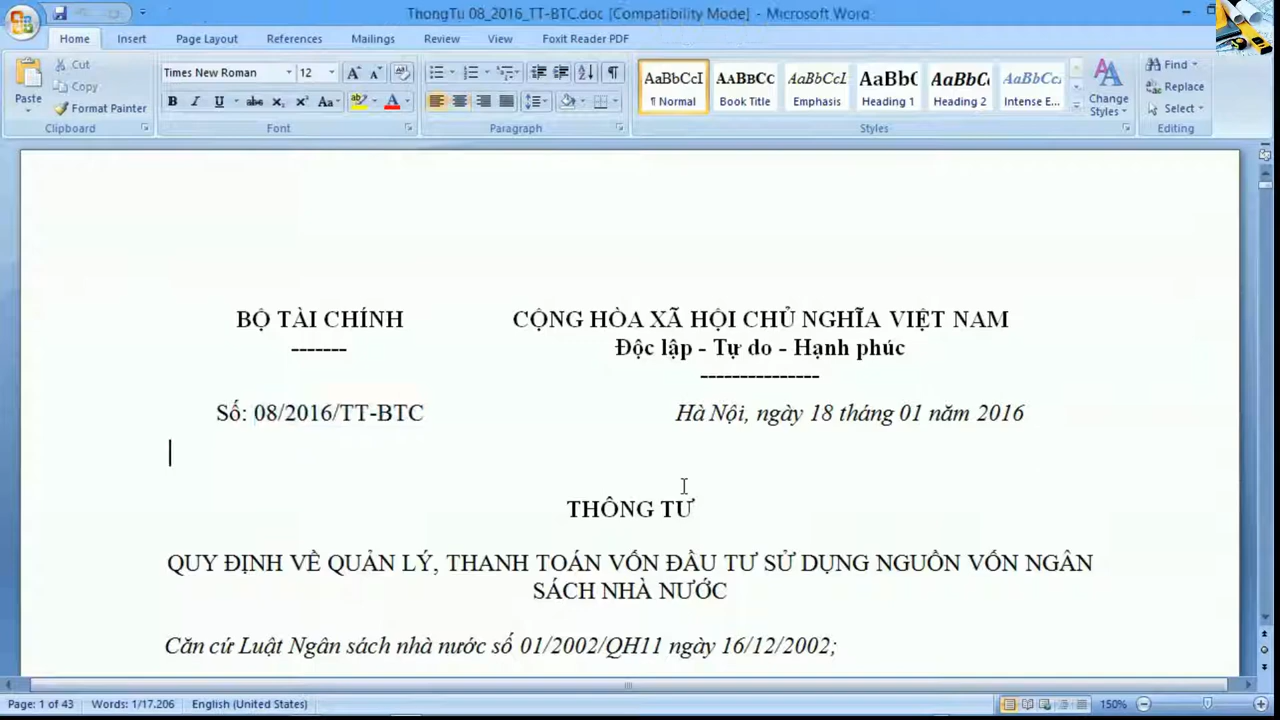 ThongTu 08_2016_TT-BTC.doc [Compatibility Mode] - Microsoft Word
Home Insert Page Layout References Mailings Review View Foxit Reader PDF
Paste
Cut
Copy
Format Painter
Clipboard
Times New Roman 12
Font
Paragraph
AaBbCcI AaBbCc AaBbCcL AaBbC AaBbCc AaBbCc
¶ Normal Book Title Emphasis Heading 1 Heading 2 Intense E...
Change Styles
Styles
Find
Replace
Select
Editing
BỘ TÀI CHÍNH
-------
CỘNG HÒA XÃ HỘI CHỦ NGHĨA VIỆT NAM
Độc lập - Tự do - Hạnh phúc
---------------
Số: 08/2016/TT-BTC
Hà Nội, ngày 18 tháng 01 năm 2016
THÔNG TƯ
QUY ĐỊNH VỀ QUẢN LÝ, THANH TOÁN VỐN ĐẦU TƯ SỬ DỤNG NGUỒN VỐN NGÂN
SÁCH NHÀ NƯỚC
Căn cứ Luật Ngân sách nhà nước số 01/2002/QH11 ngày 16/12/2002;
Page: 1 of 43 Words: 1/17.206 English (United States) 150%